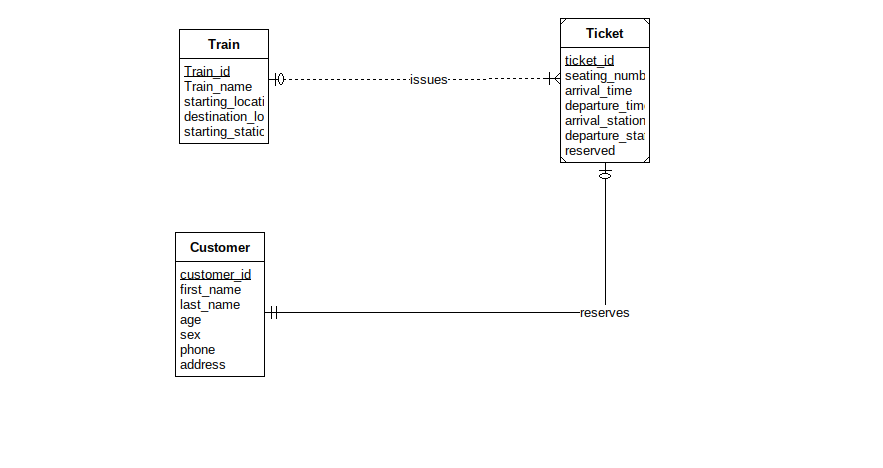 Train
Train_id
Train_name
starting_locati
destination_lo
starting_static
issues
Ticket
ticket_id
seating_numb
arrival_time
departure_tim
arrival_station
departure_sta
reserved
Customer
customer_id
first_name
last_name
age
sex
phone
address
reserves